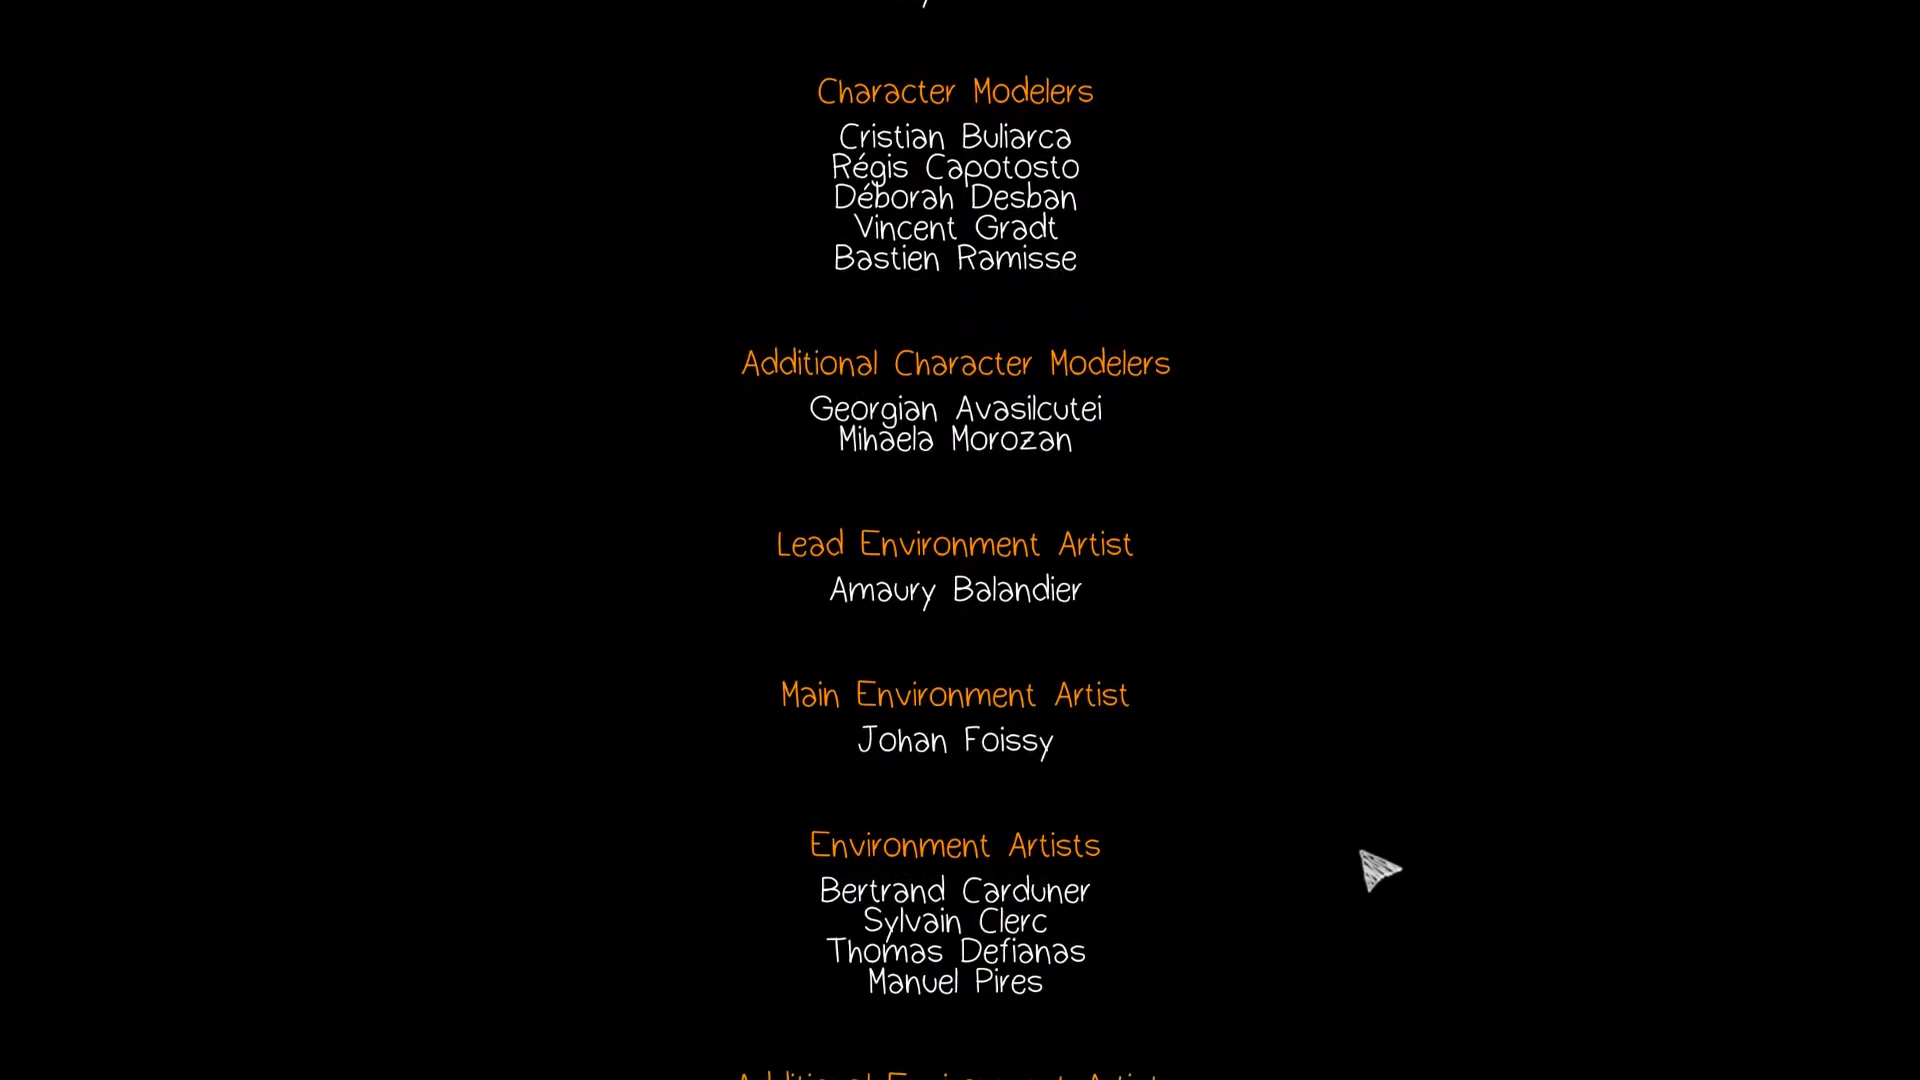 Character Modelers
Cristian Buliarca
Régis Capotosto
Déborah Desban
Vincent Gradt
Bastien Ramisse
Additional Character Modelers
Georgian Avasilcutei
Mihaela Morozan
Lead Environment Artist
Amaury Balandier
Main Environment Artist
Johan Foissy
Environment Artists
Bertrand Carduner
Sylvain Clerc
Thomas Defianas
Manuel Pires